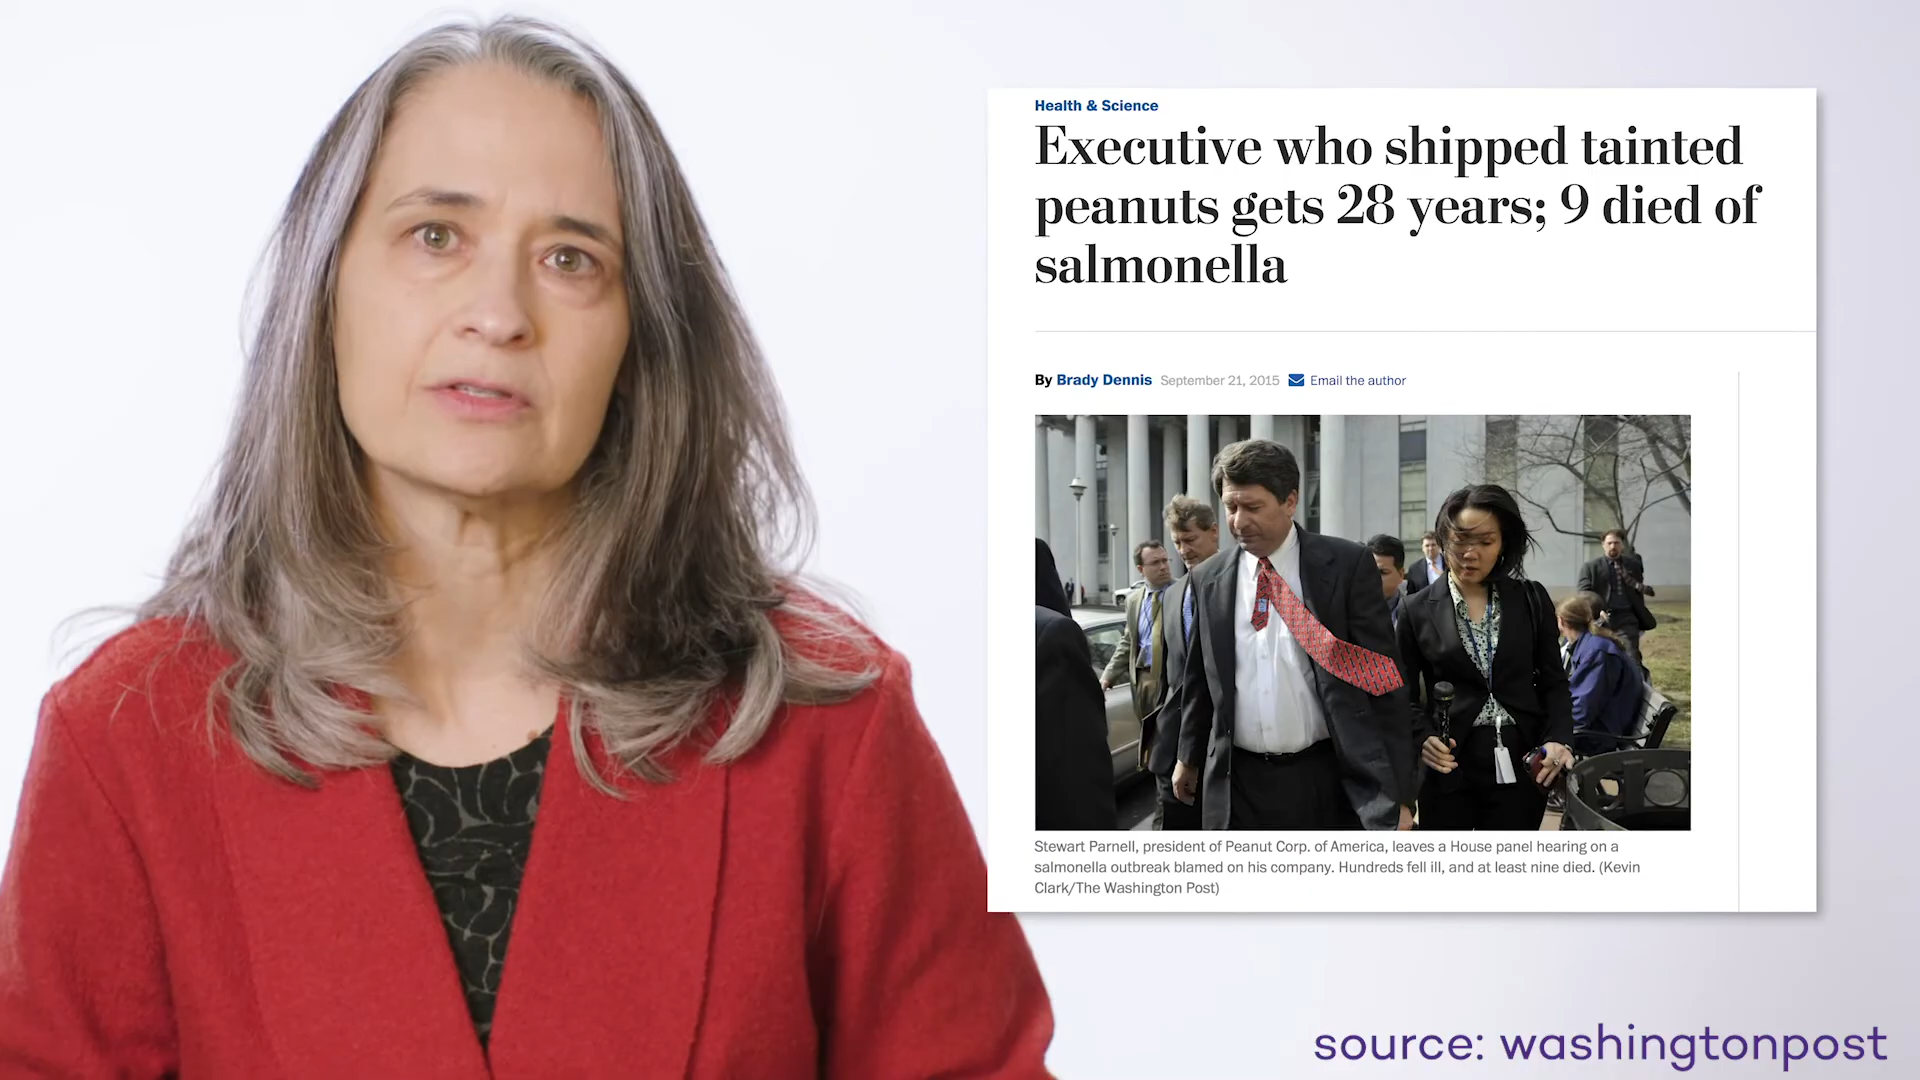 Health & Science
Executive who shipped tainted
peanuts gets 28 years; 9 died of
salmonella
By Brady Dennis September 21, 2015 Email the author
Stewart Parnell, president of Peanut Corp. of America, leaves a House panel hearing on a
salmonella outbreak blamed on his company. Hundreds fell ill, and at least nine died. (Kevin
Clark/The Washington Post)
source: washingtonpost